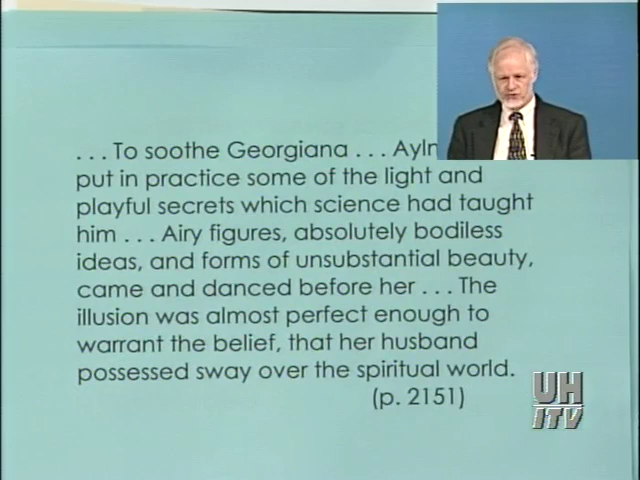 . . . To soothe Georgiana . . .
put in practice some of the light and
playful secrets which science had taught
him . . . Airy figures, absolutely bodiless
ideas, and forms of unsubstantial beauty,
came and danced before her . . . The
illusion was almost perfect enough to
warrant the belief, that her husband
possessed sway over the spiritual world.
(p. 2151)
UH
ITV